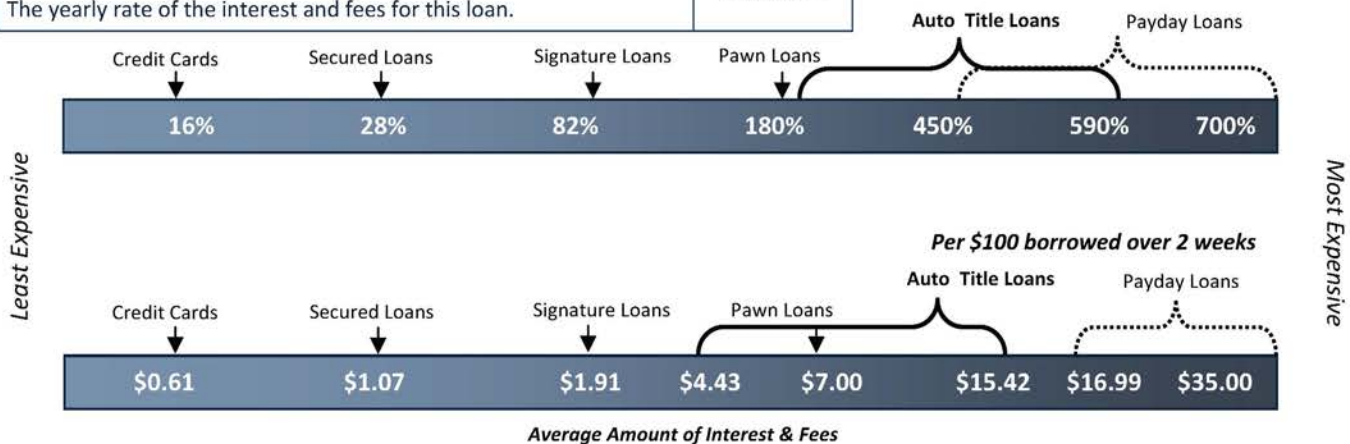 The yearly rate of the interest and fees for this loan.
Auto Title Loans Payday Loans
Credit Cards Secured Loans Signature Loans Pawn Loans
16% 28% 82% 180% 450% 590% 700%
Least Expensive
Most Expensive
Per $100 borrowed over 2 weeks
Auto Title Loans Payday Loans
Credit Cards Secured Loans Signature Loans Pawn Loans
$0.61 $1.07 $1.91 $4.43 $7.00 $15.42 $16.99 $35.00
Average Amount of Interest & Fees